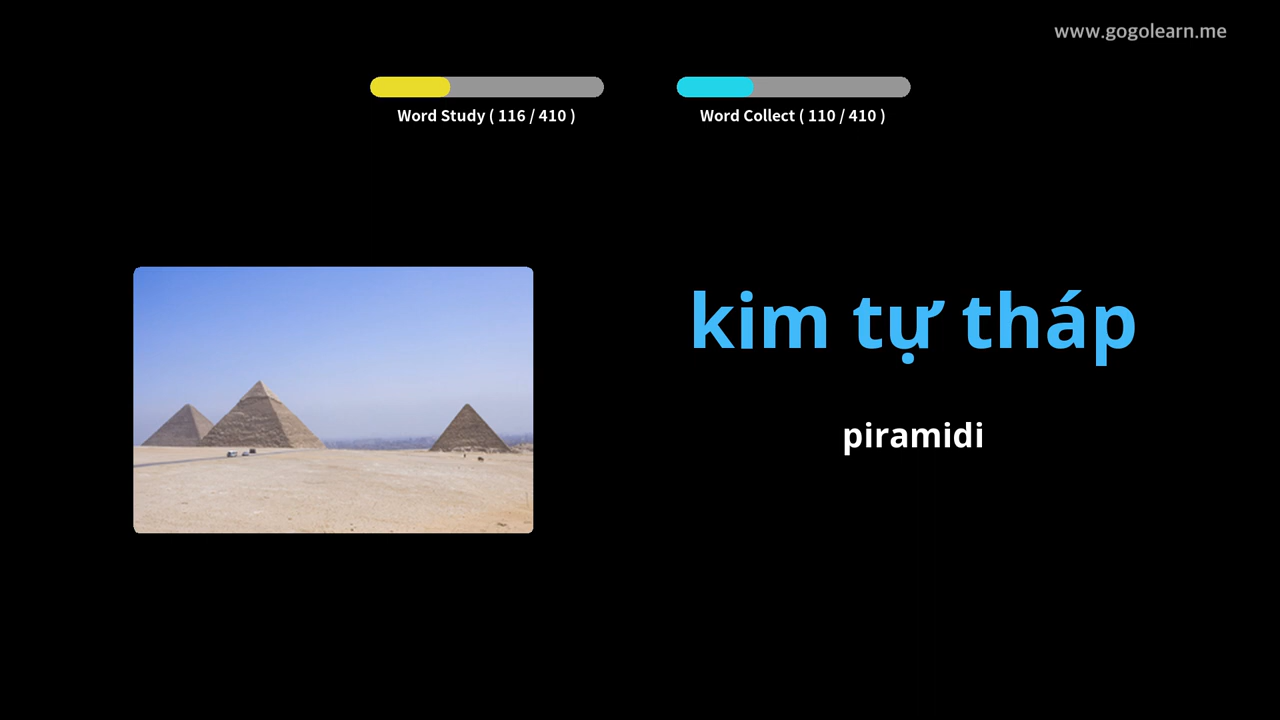 www.gogolearn.me
Word Study ( 116 / 410 )
Word Collect ( 110 / 410 )
kim tự tháp
piramidi